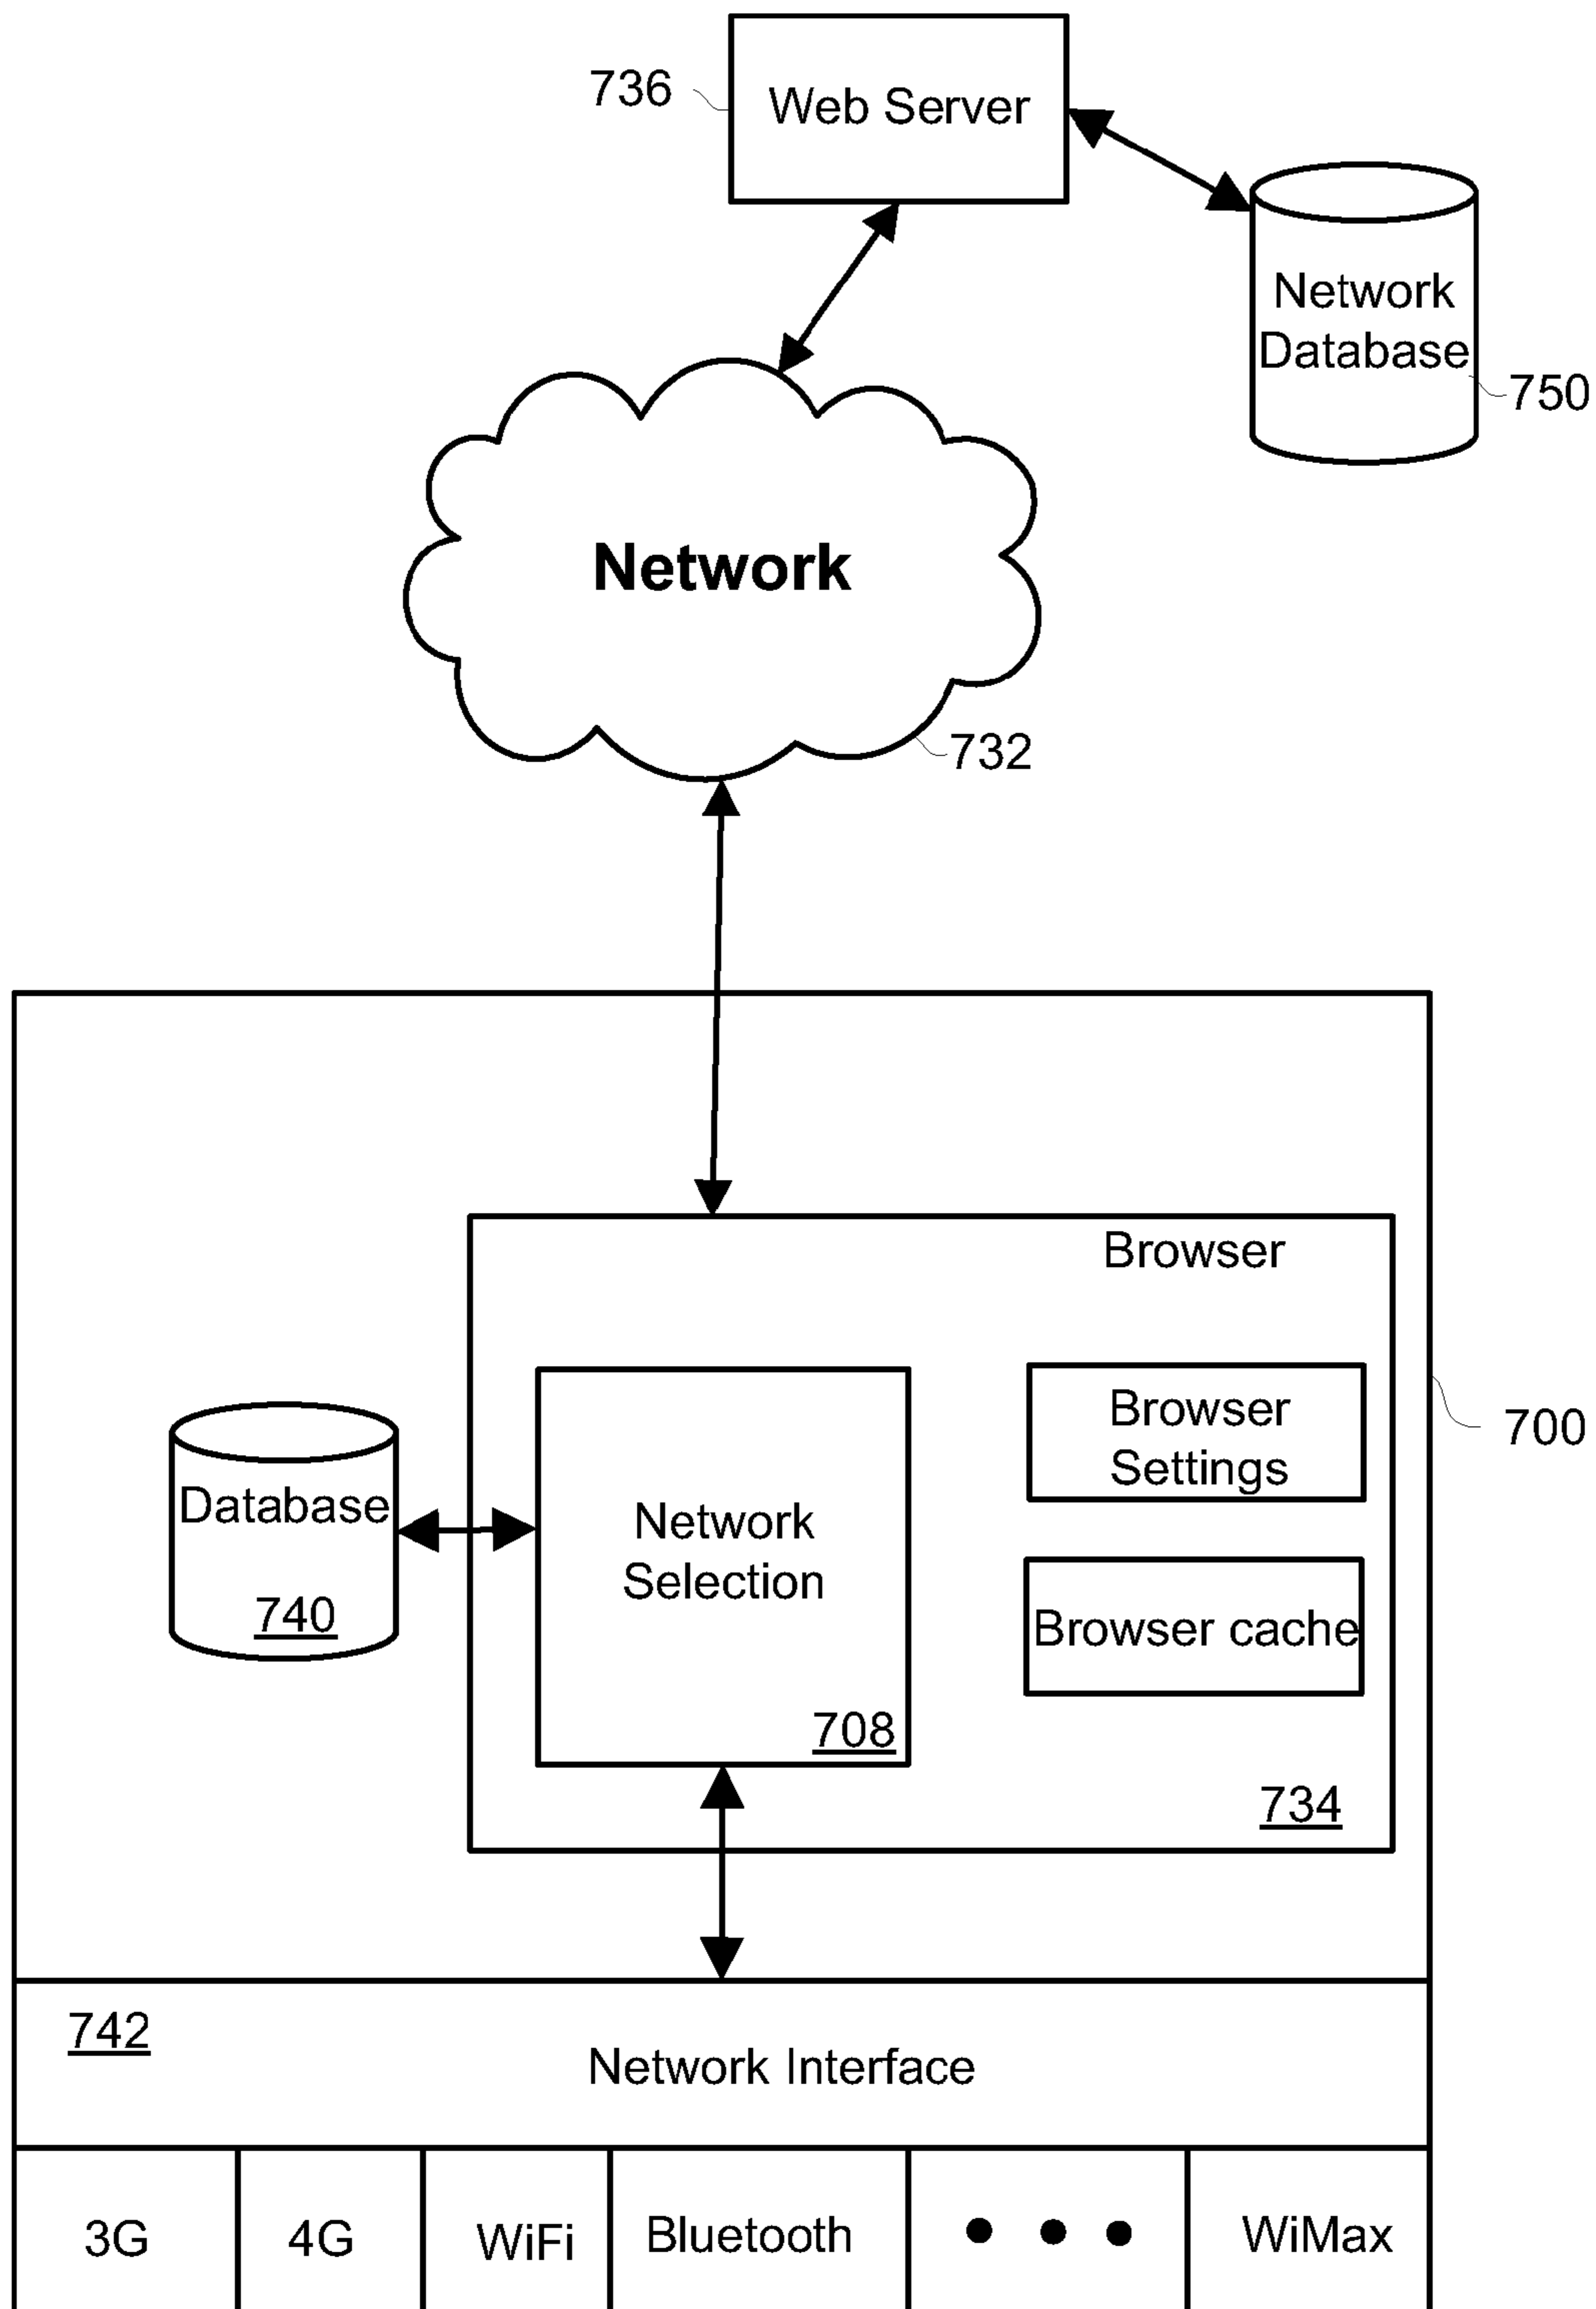 736
Web Server
Network
Database
750
Network
732
Browser
Browser
Settings
700
Database
740
Network
Selection
Browser cache
708
734
742
Network Interface
3G
4G
WiFi
Bluetooth
WiMax